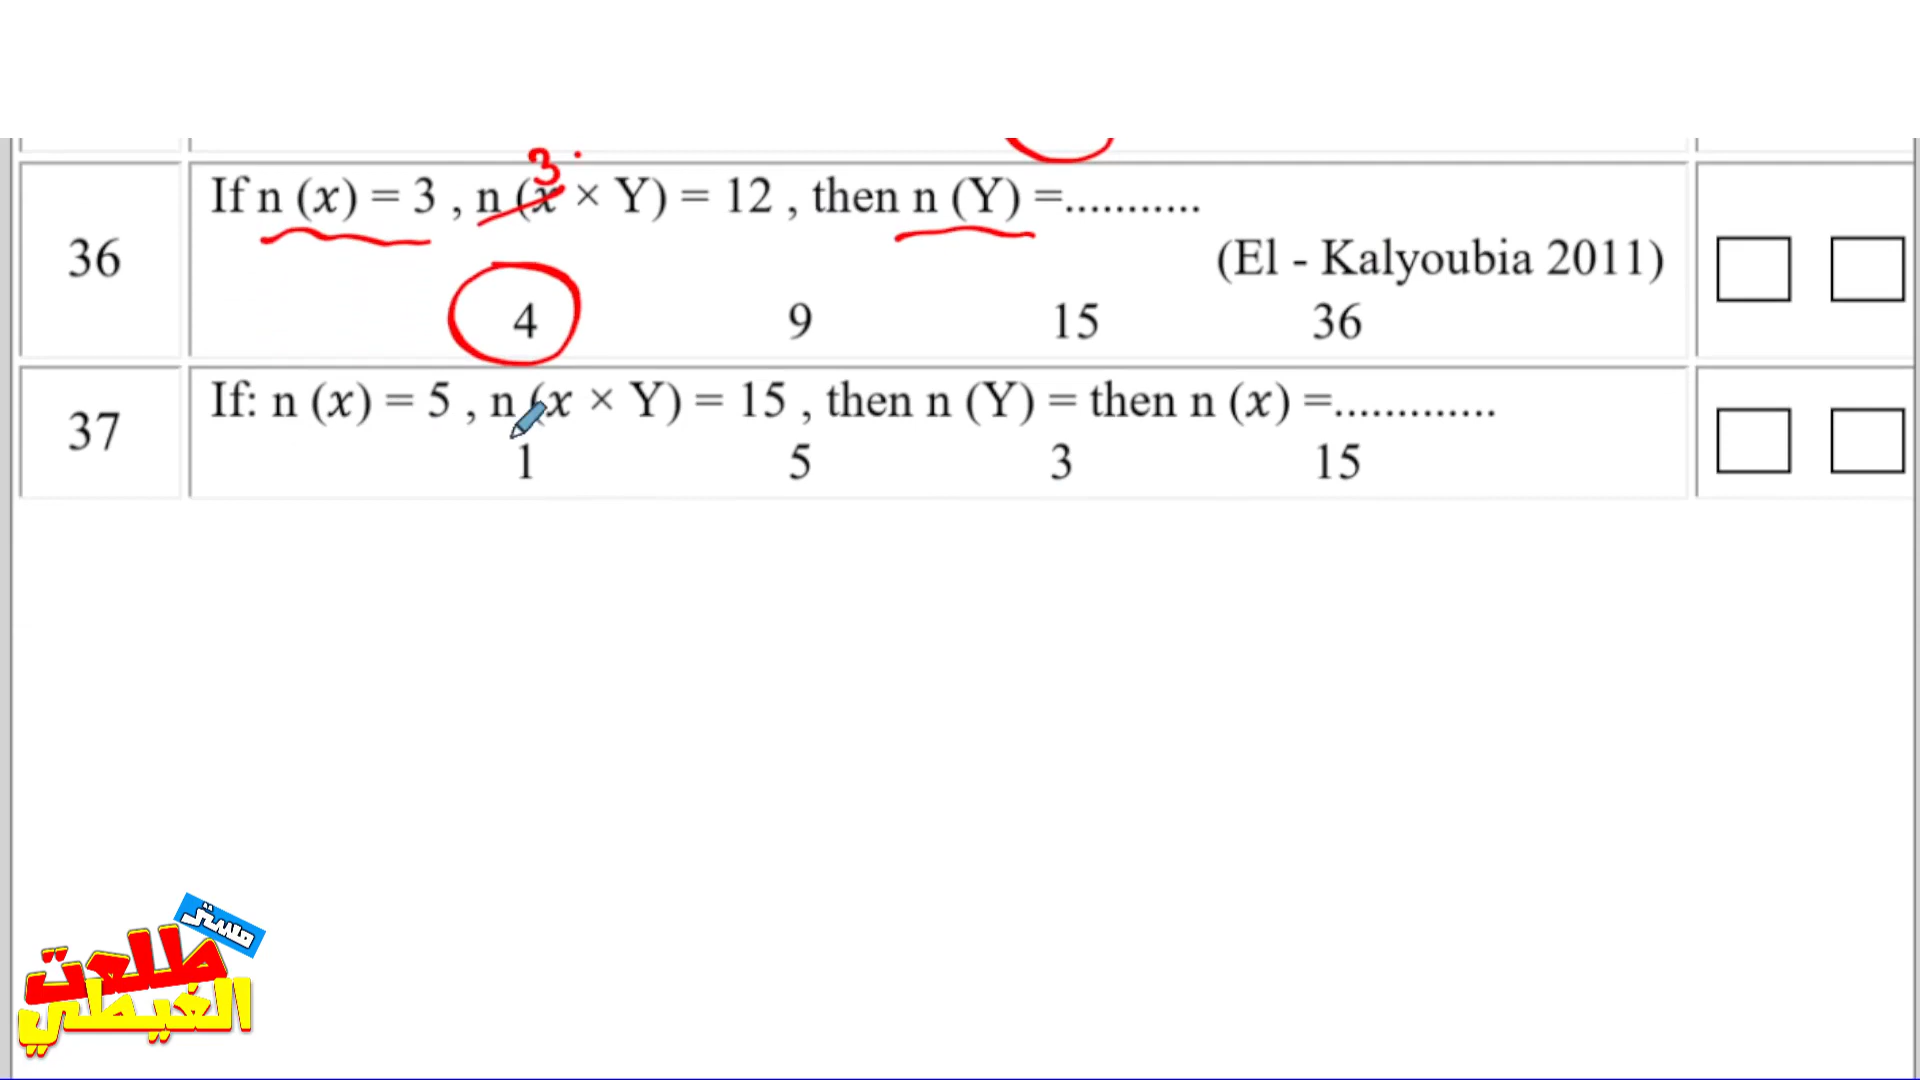 3
36
If n (x) = 3 , n (x × Y) = 12 , then n (Y) =...........
(El - Kalyoubia 2011)
4 9 15 36
37
If: n (x) = 5 , n (x × Y) = 15 , then n (Y) = then n (x) =.............
1 5 3 15
مستر
طلعت
الغيطي